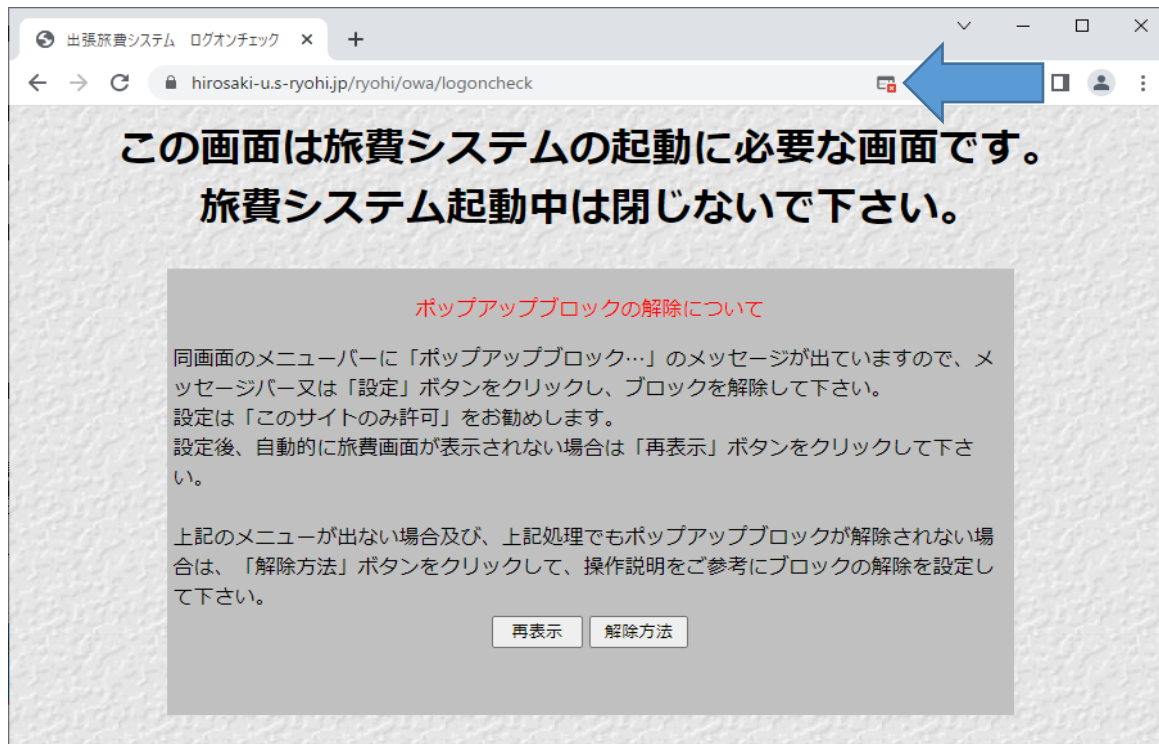 出張旅費システム　ログオンチェック
hirosaki-u.s-ryohi.jp/ryohi/owa/logoncheck
この画面は旅費システムの起動に必要な画面です。
旅費システム起動中は閉じないで下さい。
ポップアップブロックの解除について
同画面のメニューバーに「ポップアップブロック…」のメッセージが出ていますので、メ
ッセージバー又は「設定」ボタンをクリックし、ブロックを解除して下さい。
設定は「このサイトのみ許可」をお勧めします。
設定後、自動的に旅費画面が表示されない場合は「再表示」ボタンをクリックして下さ
い。
上記のメニューが出ない場合及び、上記処理でもポップアップブロックが解除されない場
合は、「解除方法」ボタンをクリックして、操作説明をご参考にブロックの解除を設定し
て下さい。
再表示 解除方法